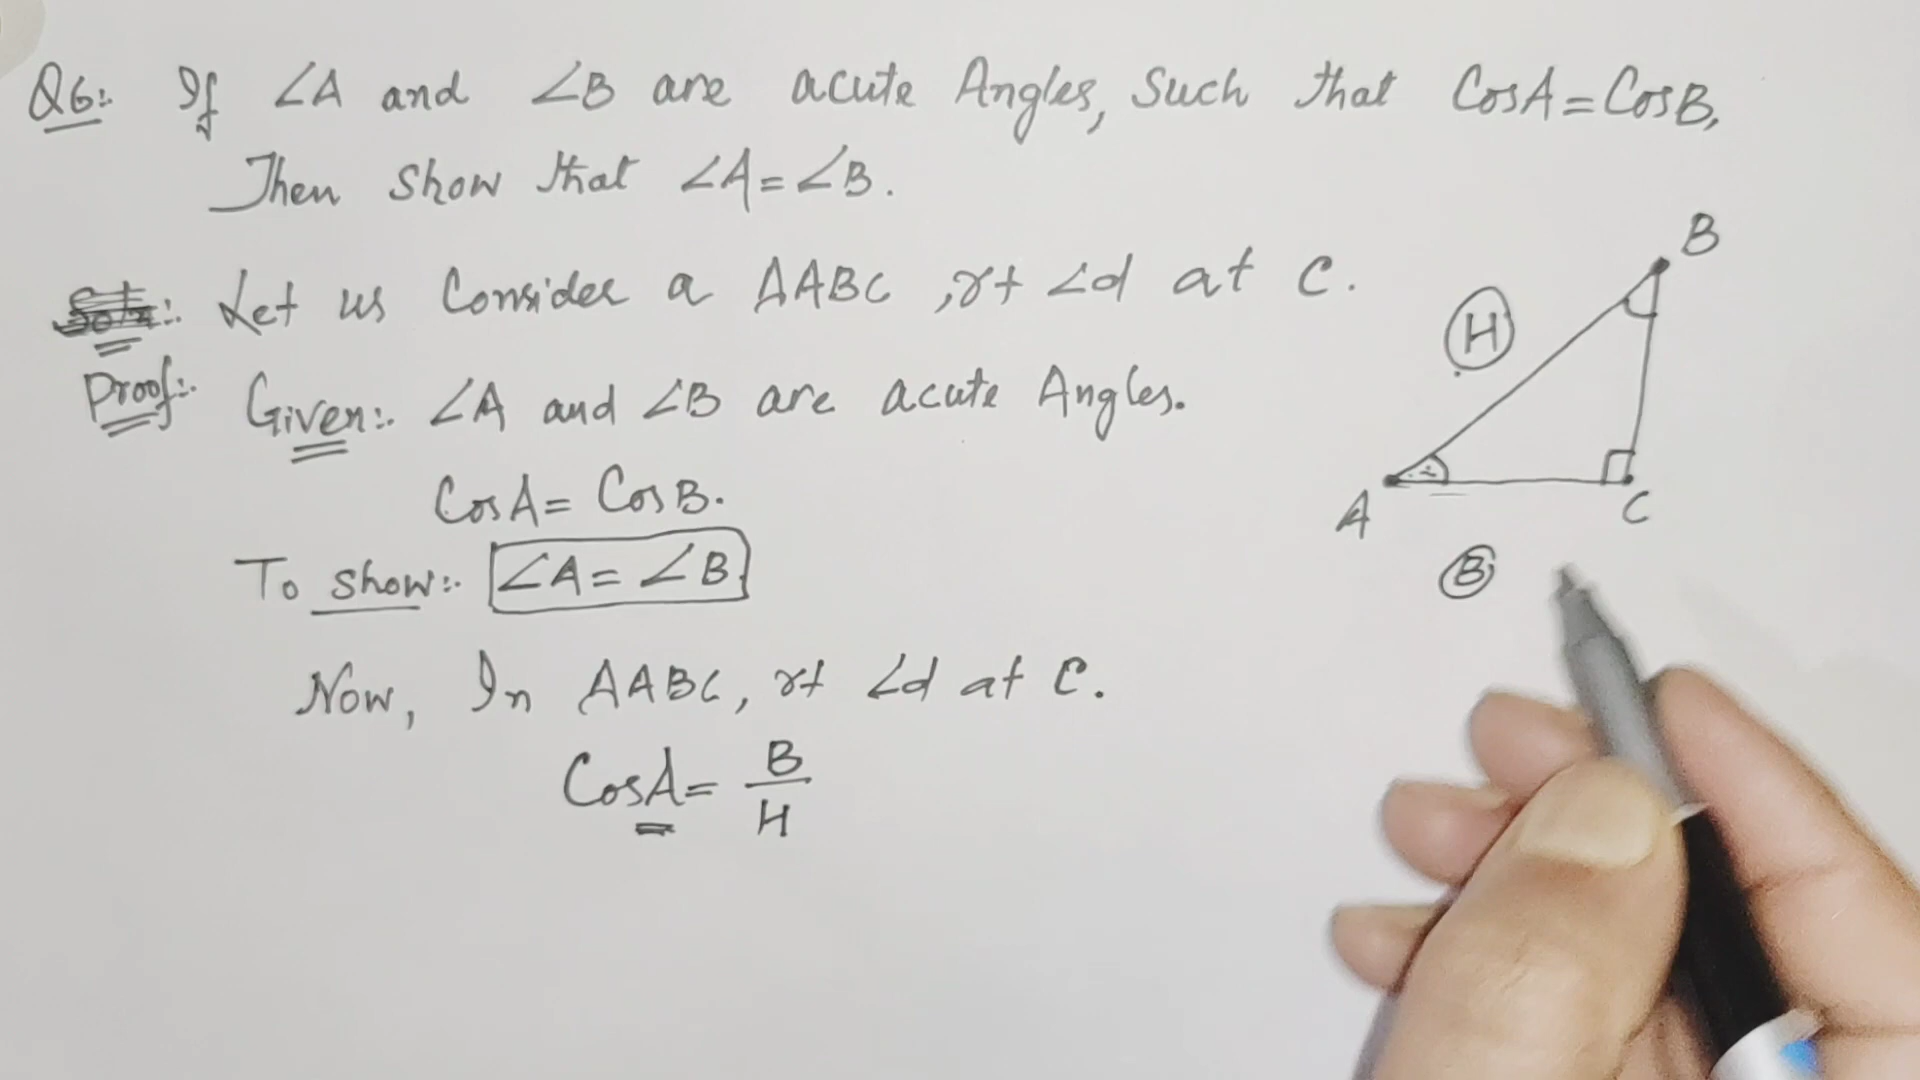 Q6:. If ∠A and ∠B are acute Angles, Such that CosA = CosB,
Then show that ∠A = ∠B.
Let us Consider a ΔABC, rt ∠d at C.
Proof:. Given:. ∠A and ∠B are acute Angles.
CosA = CosB.
To show:. ∠A = ∠B
Now, In ΔABC, rt ∠d at C.
CosA = B/H
B
H
A
C
B